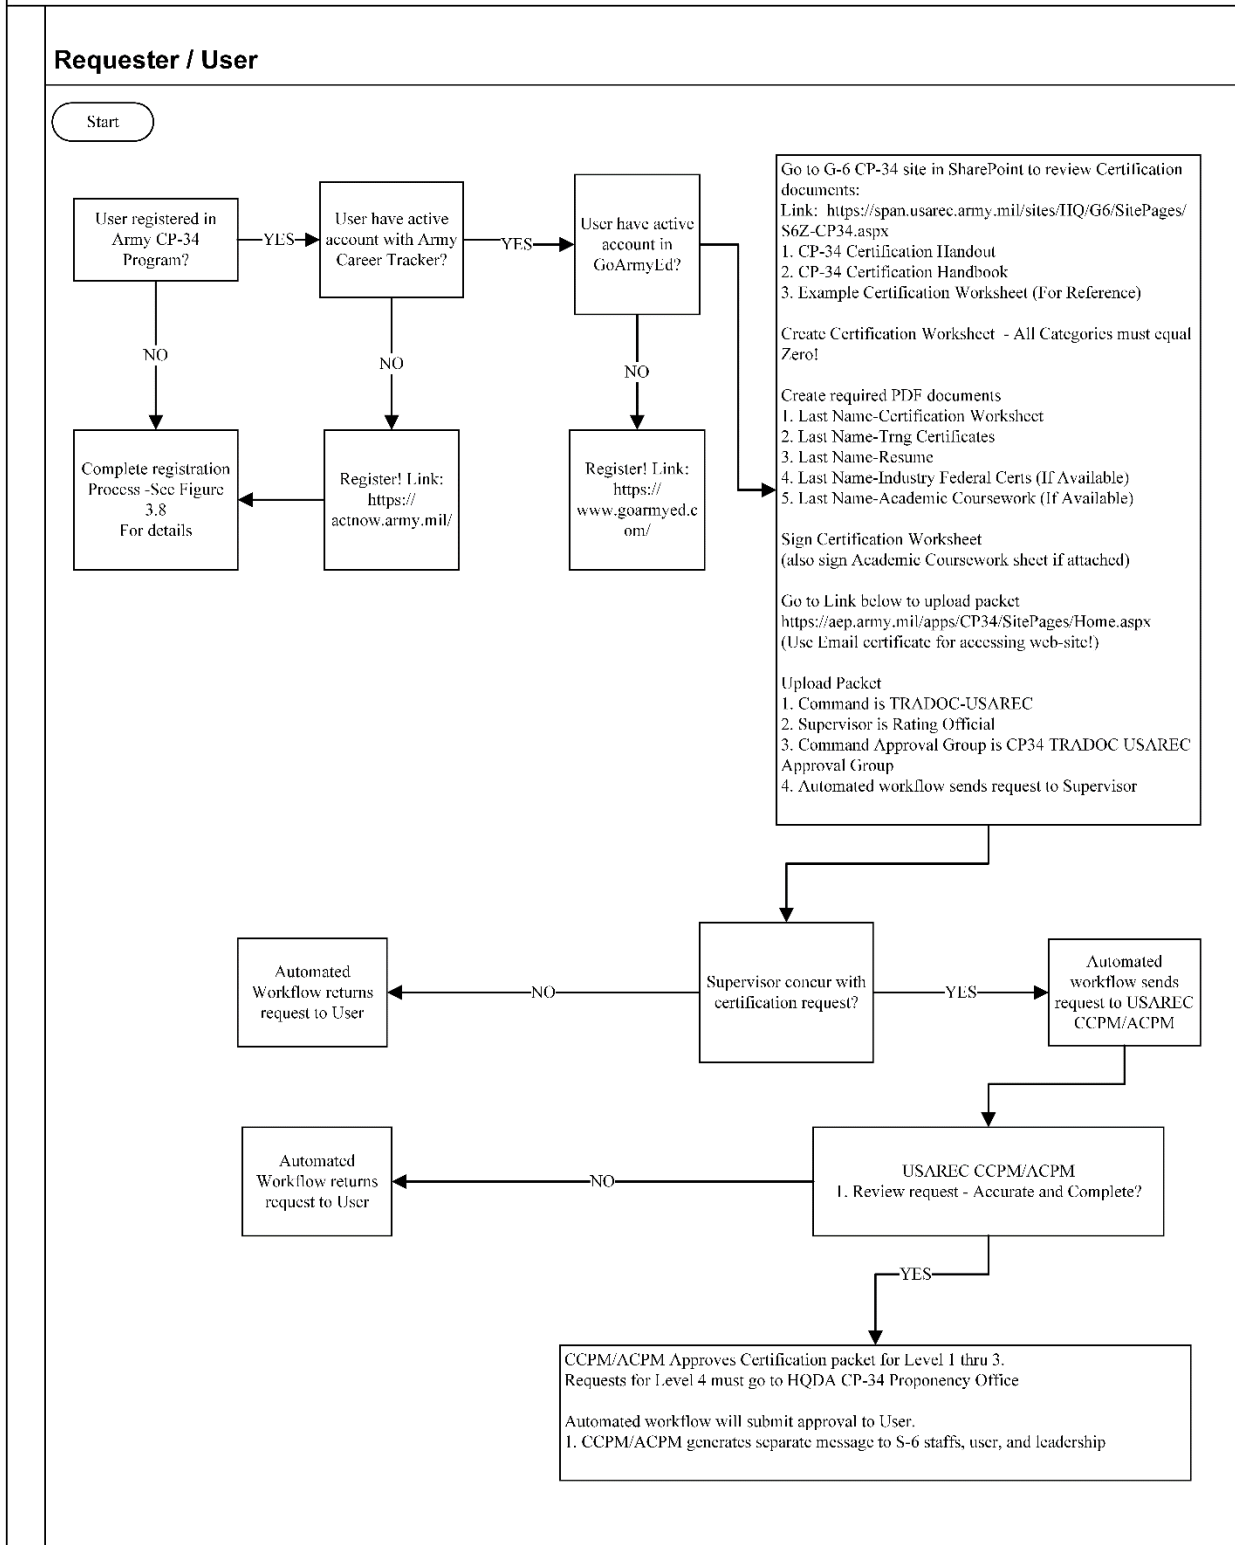 Requester / User
Start
User registered in
Army CP-34
Program?
YES
User have active
account with Army
Career Tracker?
YES
User have active
account in
GoArmyEd?
NO
NO
NO
Complete registration
Process -See Figure
3.8
For details
Register! Link:
https://
actnow.army.mil/
Register! Link:
https://
www.goarmyed.c
om/
Go to G-6 CP-34 site in SharePoint to review Certification
documents:
Link:  https://span.usarec.army.mil/sites/HQ/G6/SitePages/
S6Z-CP34.aspx
1. CP-34 Certification Handout
2. CP-34 Certification Handbook
3. Example Certification Worksheet (For Reference)
Create Certification Worksheet  - All Categories must equal
Zero!
Create required PDF documents
1. Last Name-Certification Worksheet
2. Last Name-Trng Certificates
3. Last Name-Resume
4. Last Name-Industry Federal Certs (If Available)
5. Last Name-Academic Coursework (If Available)
Sign Certification Worksheet
(also sign Academic Coursework sheet if attached)
Go to Link below to upload packet
https://aep.army.mil/apps/CP34/SitePages/Home.aspx
(Use Email certificate for accessing web-site!)
Upload Packet
1. Command is TRADOC-USAREC
2. Supervisor is Rating Official
3. Command Approval Group is CP34 TRADOC USAREC
Approval Group
4. Automated workflow sends request to Supervisor
Automated
Workflow returns
request to User
NO
Supervisor concur with
certification request?
YES
Automated
workflow sends
request to USAREC
CCPM/ACPM
Automated
Workflow returns
request to User
NO
USAREC CCPM/ACPM
1. Review request - Accurate and Complete?
YES
CCPM/ACPM Approves Certification packet for Level 1 thru 3.
Requests for Level 4 must go to HQDA CP-34 Proponency Office
Automated workflow will submit approval to User.
1. CCPM/ACPM generates separate message to S-6 staffs, user, and leadership